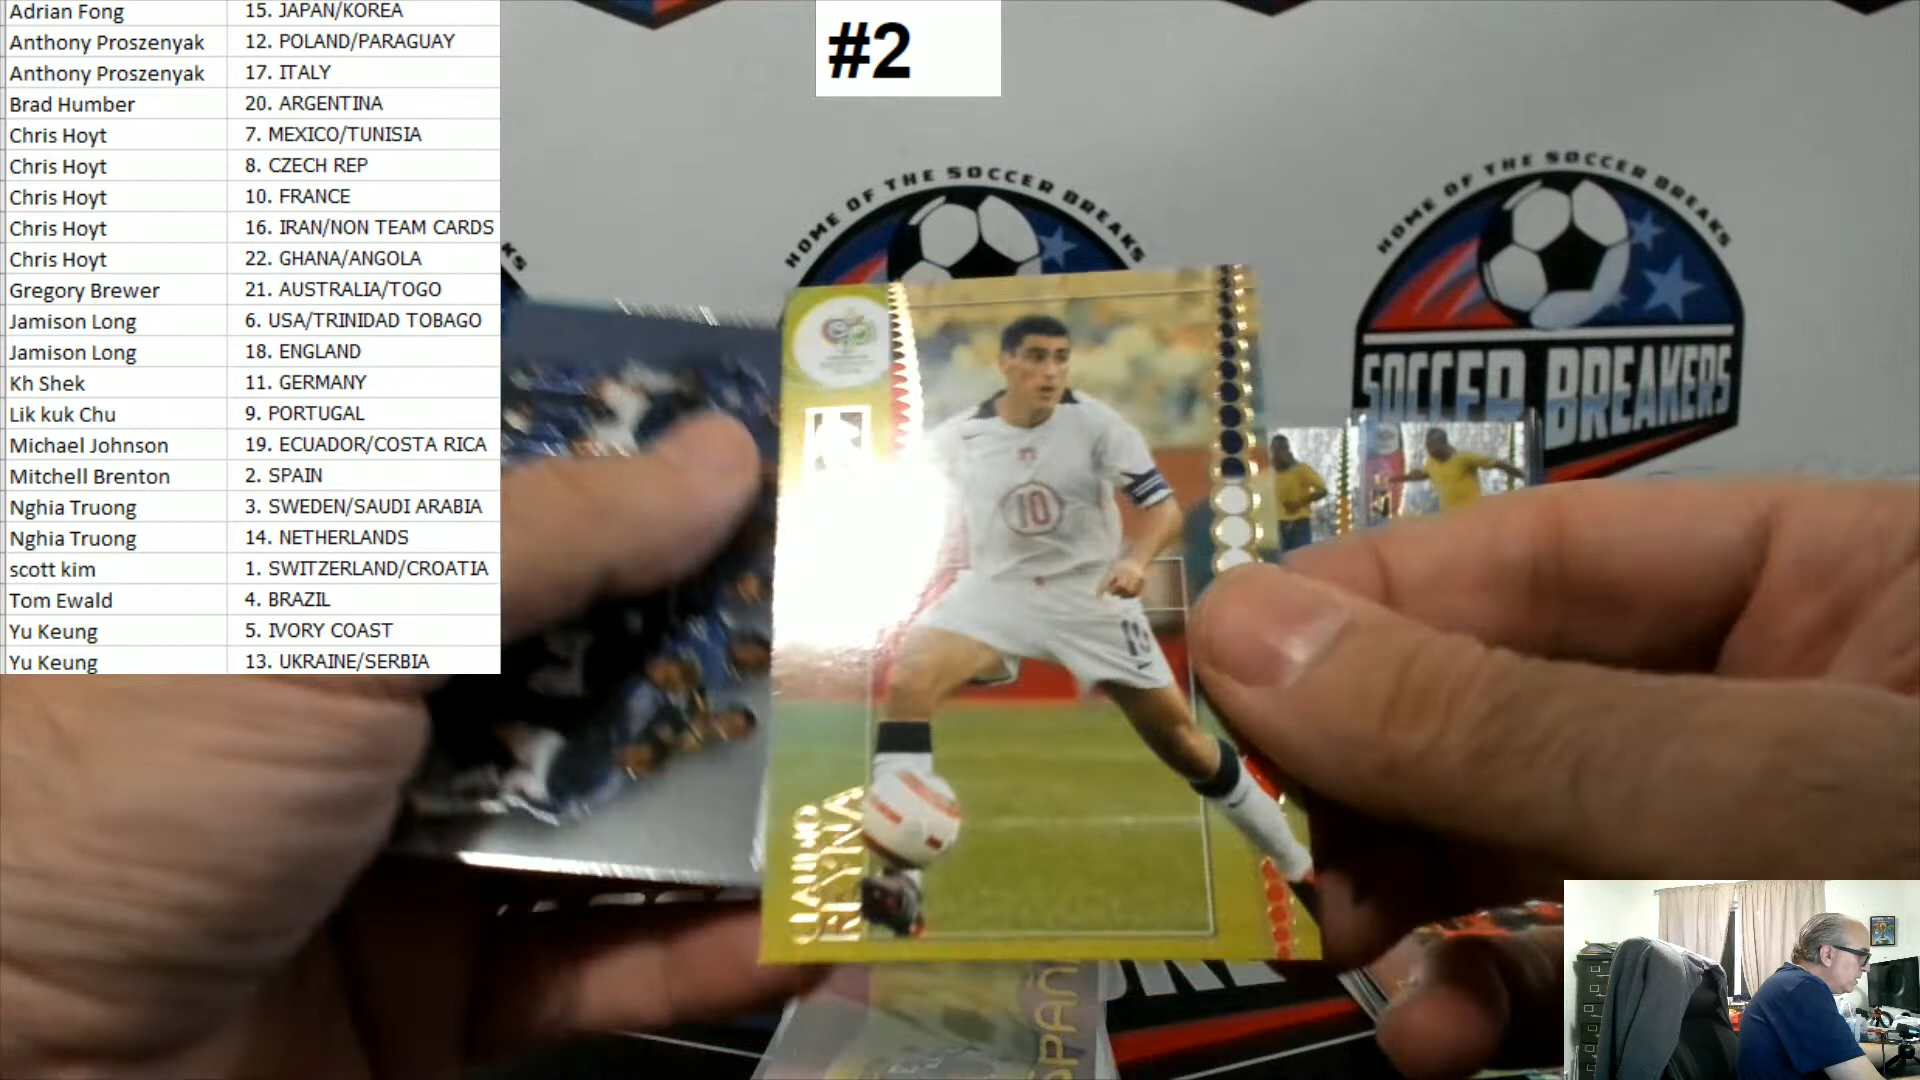 Adrian Fong 15. JAPAN/KOREA
Anthony Proszenyak 12. POLAND/PARAGUAY
Anthony Proszenyak 17. ITALY
Brad Humber 20. ARGENTINA
Chris Hoyt 7. MEXICO/TUNISIA
Chris Hoyt 8. CZECH REP
Chris Hoyt 10. FRANCE
Chris Hoyt 16. IRAN/NON TEAM CARDS
Chris Hoyt 22. GHANA/ANGOLA
Gregory Brewer 21. AUSTRALIA/TOGO
Jamison Long 6. USA/TRINIDAD TOBAGO
Jamison Long 18. ENGLAND
Kh Shek 11. GERMANY
Lik kuk Chu 9. PORTUGAL
Michael Johnson 19. ECUADOR/COSTA RICA
Mitchell Brenton 2. SPAIN
Nghia Truong 3. SWEDEN/SAUDI ARABIA
Nghia Truong 14. NETHERLANDS
scott kim 1. SWITZERLAND/CROATIA
Tom Ewald 4. BRAZIL
Yu Keung 5. IVORY COAST
Yu Keung 13. UKRAINE/SERBIA
#2
HOME OF THE SOCCER BREAKS
HOME OF THE SOCCER BREAKS
SOCCER BREAKERS
10
CLAUDIO
REYNA